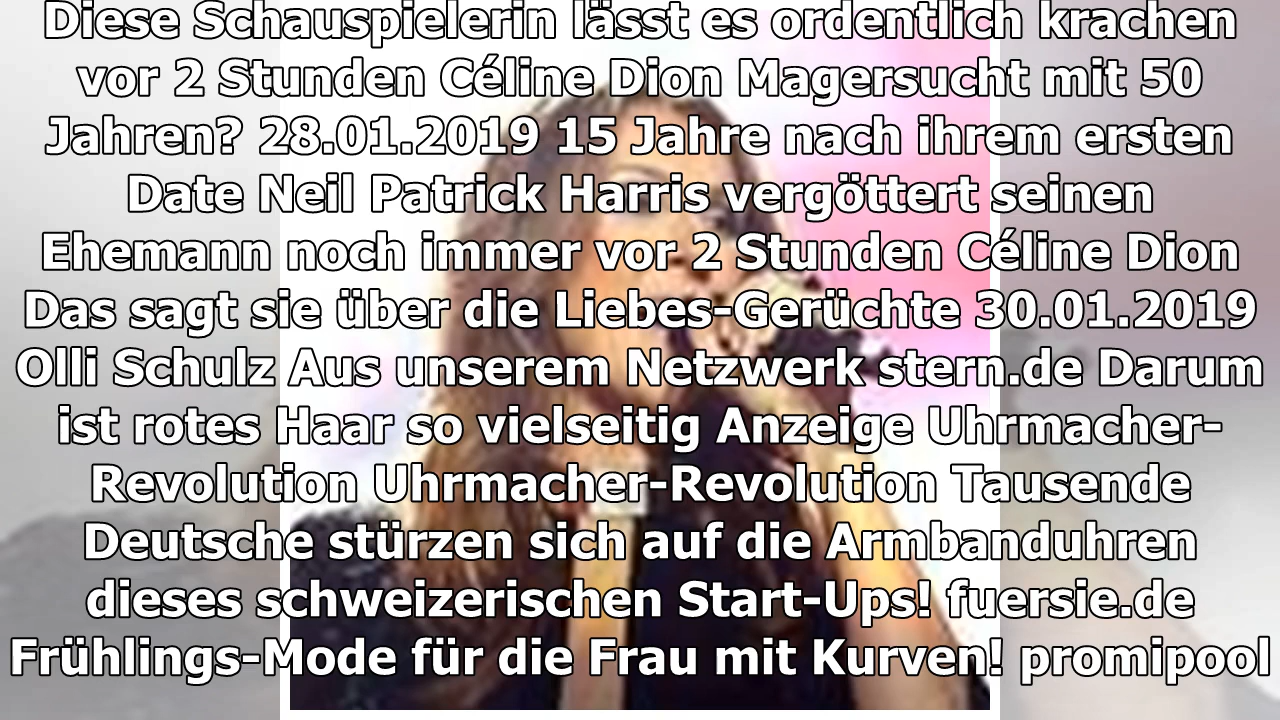 Diese Schauspielerin lässt es ordentlich krachen
vor 2 Stunden Céline Dion Magersucht mit 50
Jahren? 28.01.2019 15 Jahre nach ihrem ersten
Date Neil Patrick Harris vergöttert seinen
Ehemann noch immer vor 2 Stunden Céline Dion
Das sagt sie über die Liebes-Gerüchte 30.01.2019
Olli Schulz Aus unserem Netzwerk stern.de Darum
ist rotes Haar so vielseitig Anzeige Uhrmacher-
Revolution Uhrmacher-Revolution Tausende
Deutsche stürzen sich auf die Armbanduhren
dieses schweizerischen Start-Ups! fuersie.de
Frühlings-Mode für die Frau mit Kurven! promipool